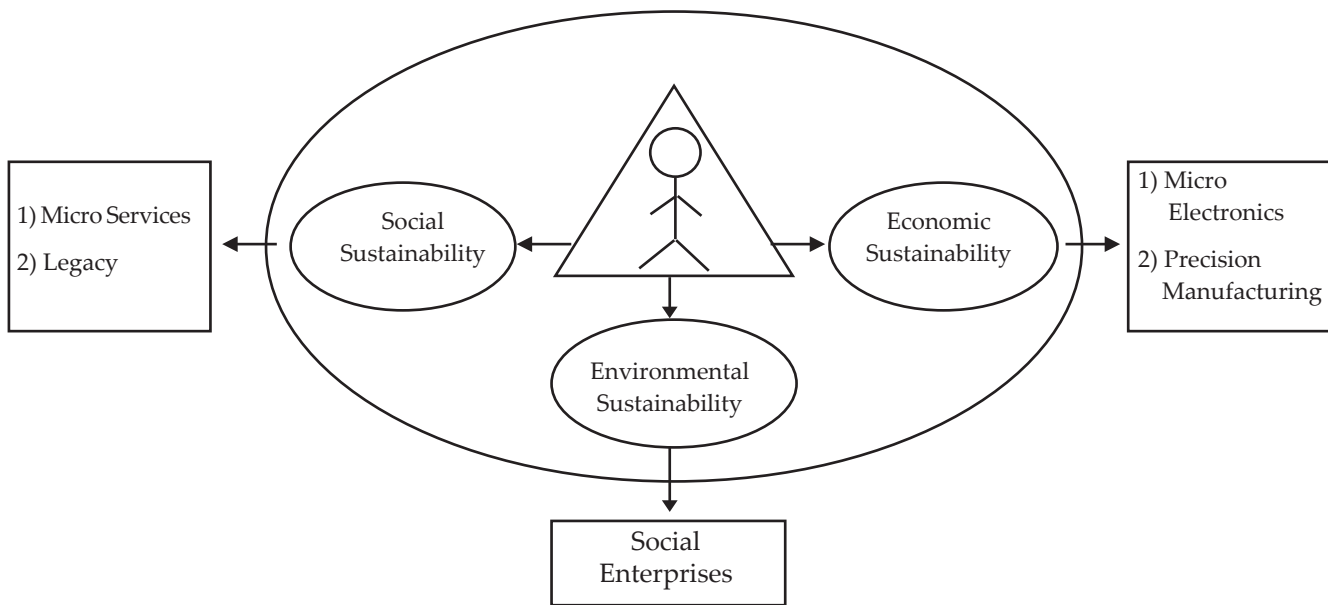 1) Micro Services
2) Legacy
Social
Sustainability
Economic
Sustainability
1) Micro
Electronics
2) Precision
Manufacturing
Environmental
Sustainability
Social
Enterprises